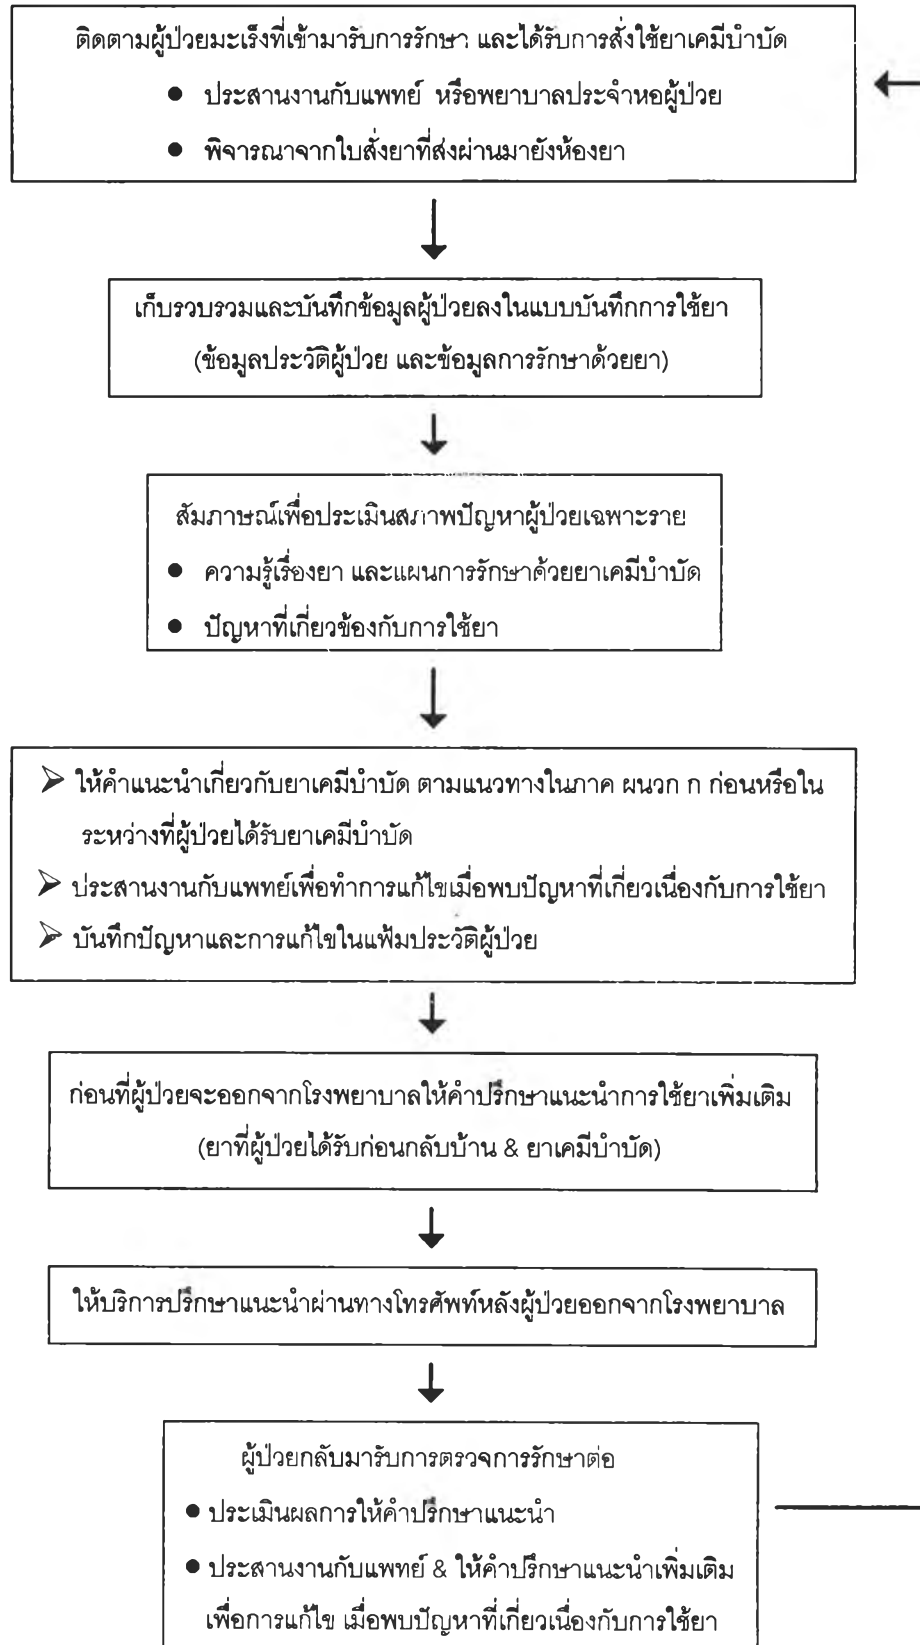 ติดตามผู้ป่วยมะเร็งที่เข้ามารับการรักษา และได้รับการสั่งใช้ยาเคมีบำบัด
● ประสานงานกับแพทย์ หรือพยาบาลประจำหอผู้ป่วย
● พิจารณาจากใบสั่งยาที่ส่งผ่านมายังห้องยา
เก็บรวบรวมและบันทึกข้อมูลผู้ป่วยลงในแบบบันทึกการใช้ยา
(ข้อมูลประวัติผู้ป่วย และข้อมูลการรักษาด้วยยา)
สัมภาษณ์เพื่อประเมินสภาพปัญหาผู้ป่วยเฉพาะราย
● ความรู้เรื่องยา และแผนการรักษาด้วยยาเคมีบำบัด
● ปัญหาที่เกี่ยวข้องกับการใช้ยา
➢ ให้คำแนะนำเกี่ยวกับยาเคมีบำบัด ตามแนวทางในภาค ผนวก ก ก่อนหรือใน
ระหว่างที่ผู้ป่วยได้รับยาเคมีบำบัด
➢ ประสานงานกับแพทย์เพื่อทำการแก้ไขเมื่อพบปัญหาที่เกี่ยวเนื่องกับการใช้ยา
➢ บันทึกปัญหาและการแก้ไขในแฟ้มประวัติผู้ป่วย
ก่อนที่ผู้ป่วยจะออกจากโรงพยาบาลให้คำปรึกษาแนะนำการใช้ยาเพิ่มเติม
(ยาที่ผู้ป่วยได้รับก่อนกลับบ้าน & ยาเคมีบำบัด)
ให้บริการปรึกษาแนะนำผ่านทางโทรศัพท์หลังผู้ป่วยออกจากโรงพยาบาล
ผู้ป่วยกลับมารับการตรวจการรักษาต่อ
● ประเมินผลการให้คำปรึกษาแนะนำ
● ประสานงานกับแพทย์ & ให้คำปรึกษาแนะนำเพิ่มเติม
เพื่อการแก้ไข เมื่อพบปัญหาที่เกี่ยวเนื่องกับการใช้ยา